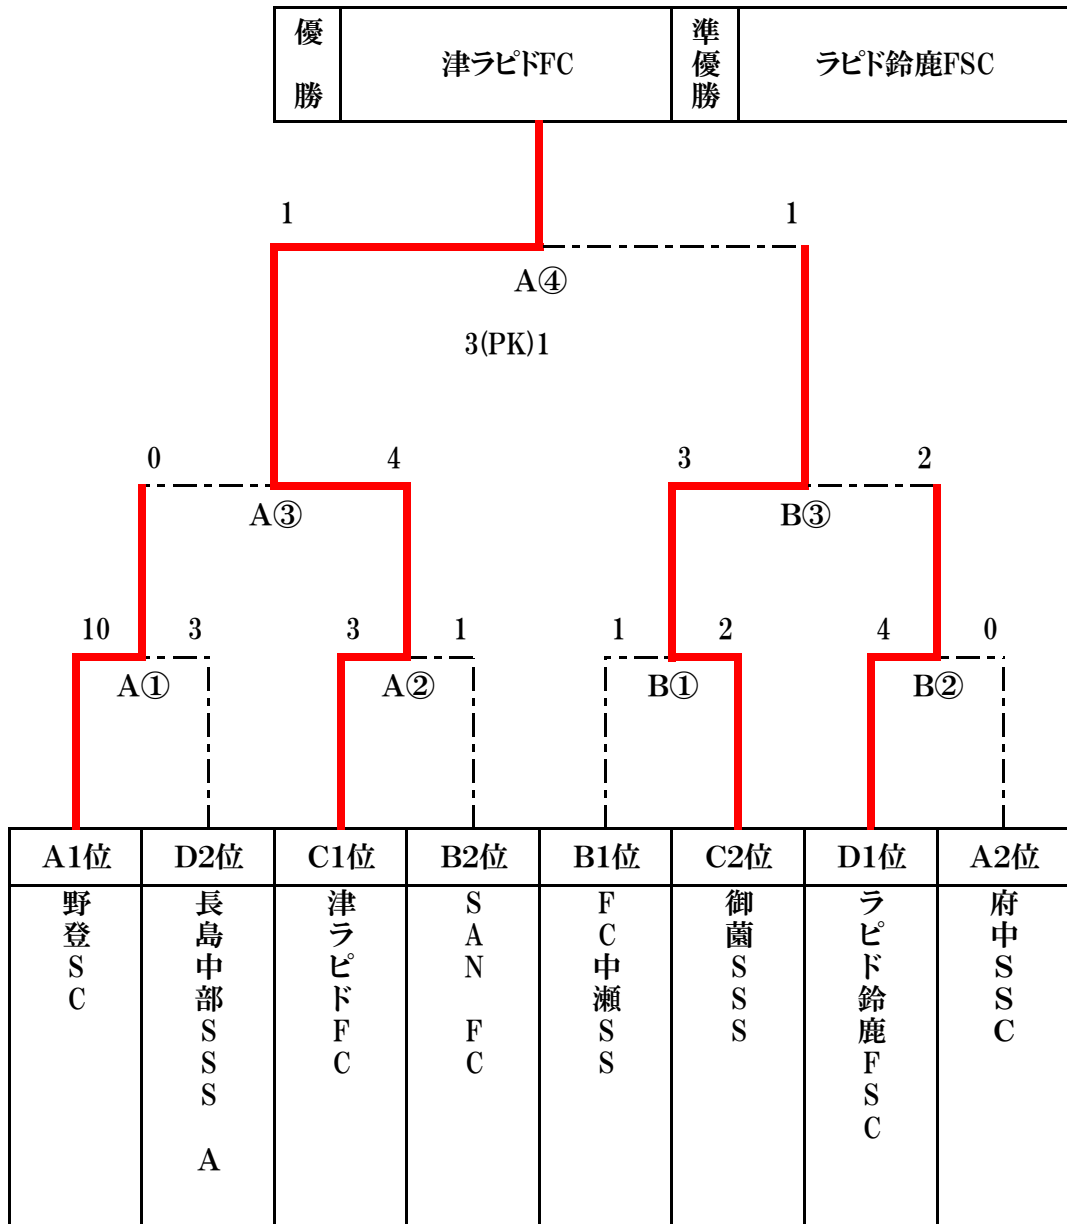 優勝
津ラピドFC
準優勝
ラピド鈴鹿FSC
1
1
A④
3(PK)1
0
4
3
2
A③
B③
10
3
3
1
1
2
4
0
A①
A②
B①
B②
A1位
D2位
C1位
B2位
B1位
C2位
D1位
A2位
野登SC
長島中部SSS A
津ラピドFC
SAN FC
FC中瀬SS
御薗SSS
ラピド鈴鹿FSC
府中SSC